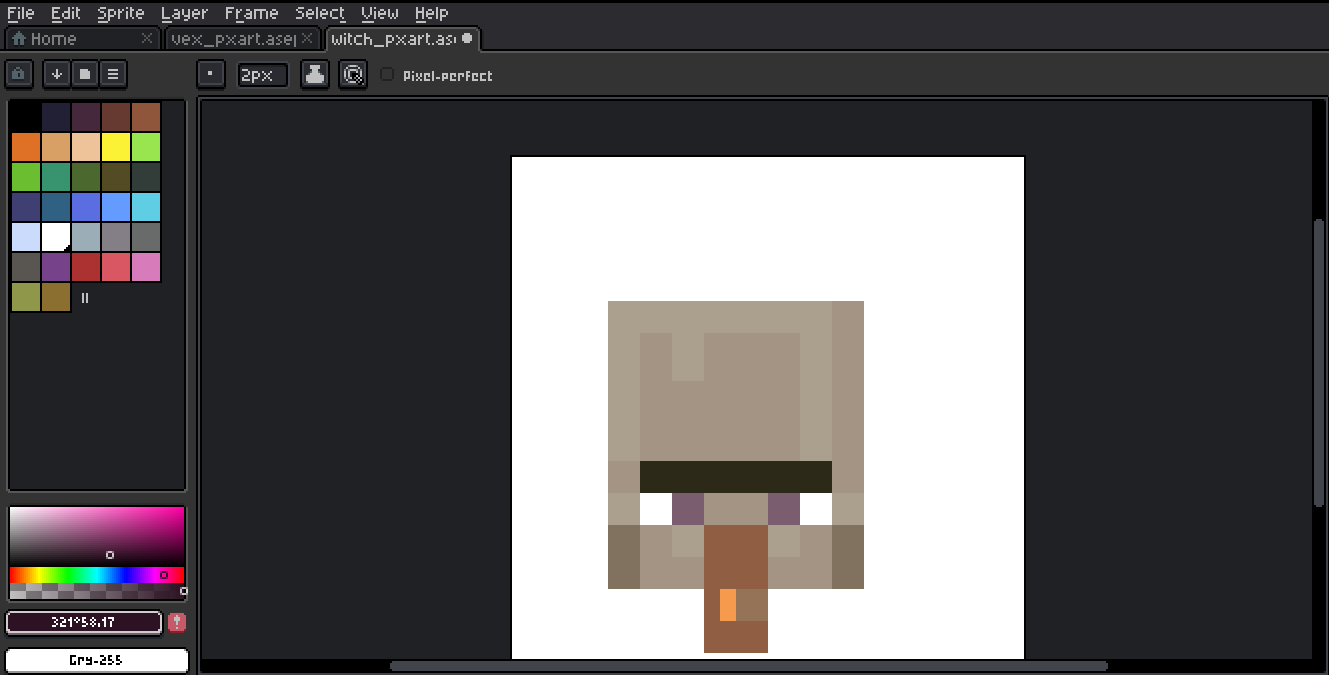 File Edit Sprite Layer Frame Select View Help
Home vex_pxart.asep witch_pxart.ase
2px Pixel-perfect
321°58.17
Gry-255